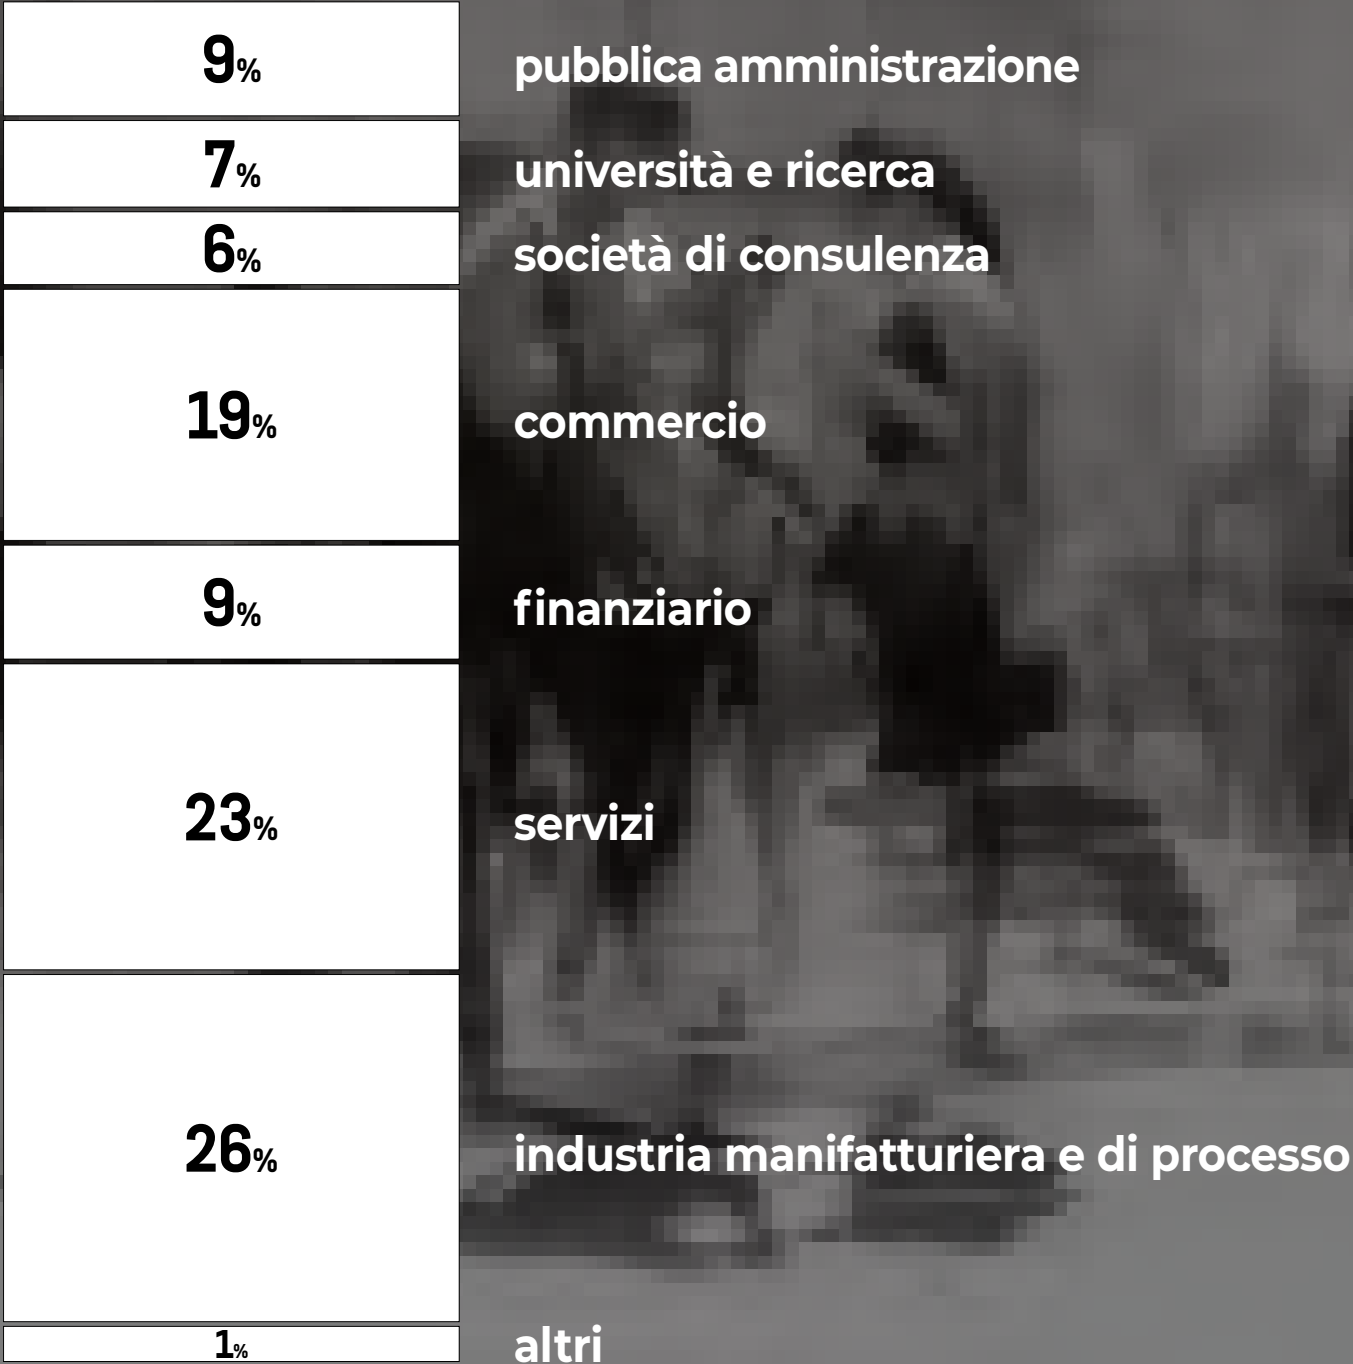 9% pubblica amministrazione
7% università e ricerca
6% società di consulenza
19% commercio
9% finanziario
23% servizi
26% industria manifatturiera e di processo
1% altri